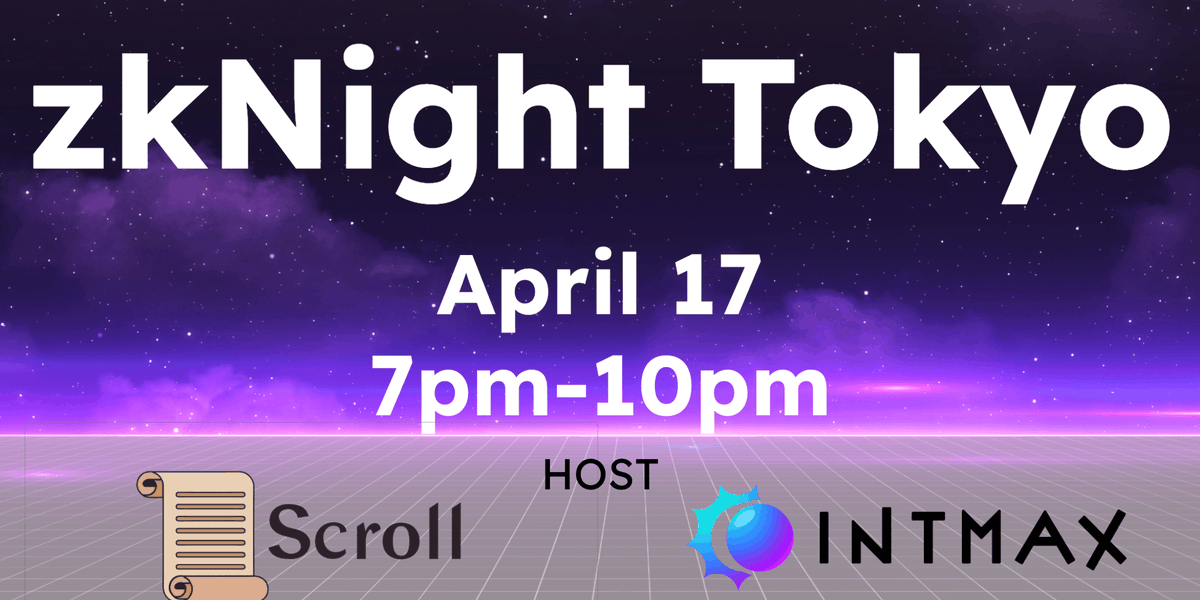 zkNight Tokyo
April 17
7pm-10pm
HOST
Scroll
INTMAX